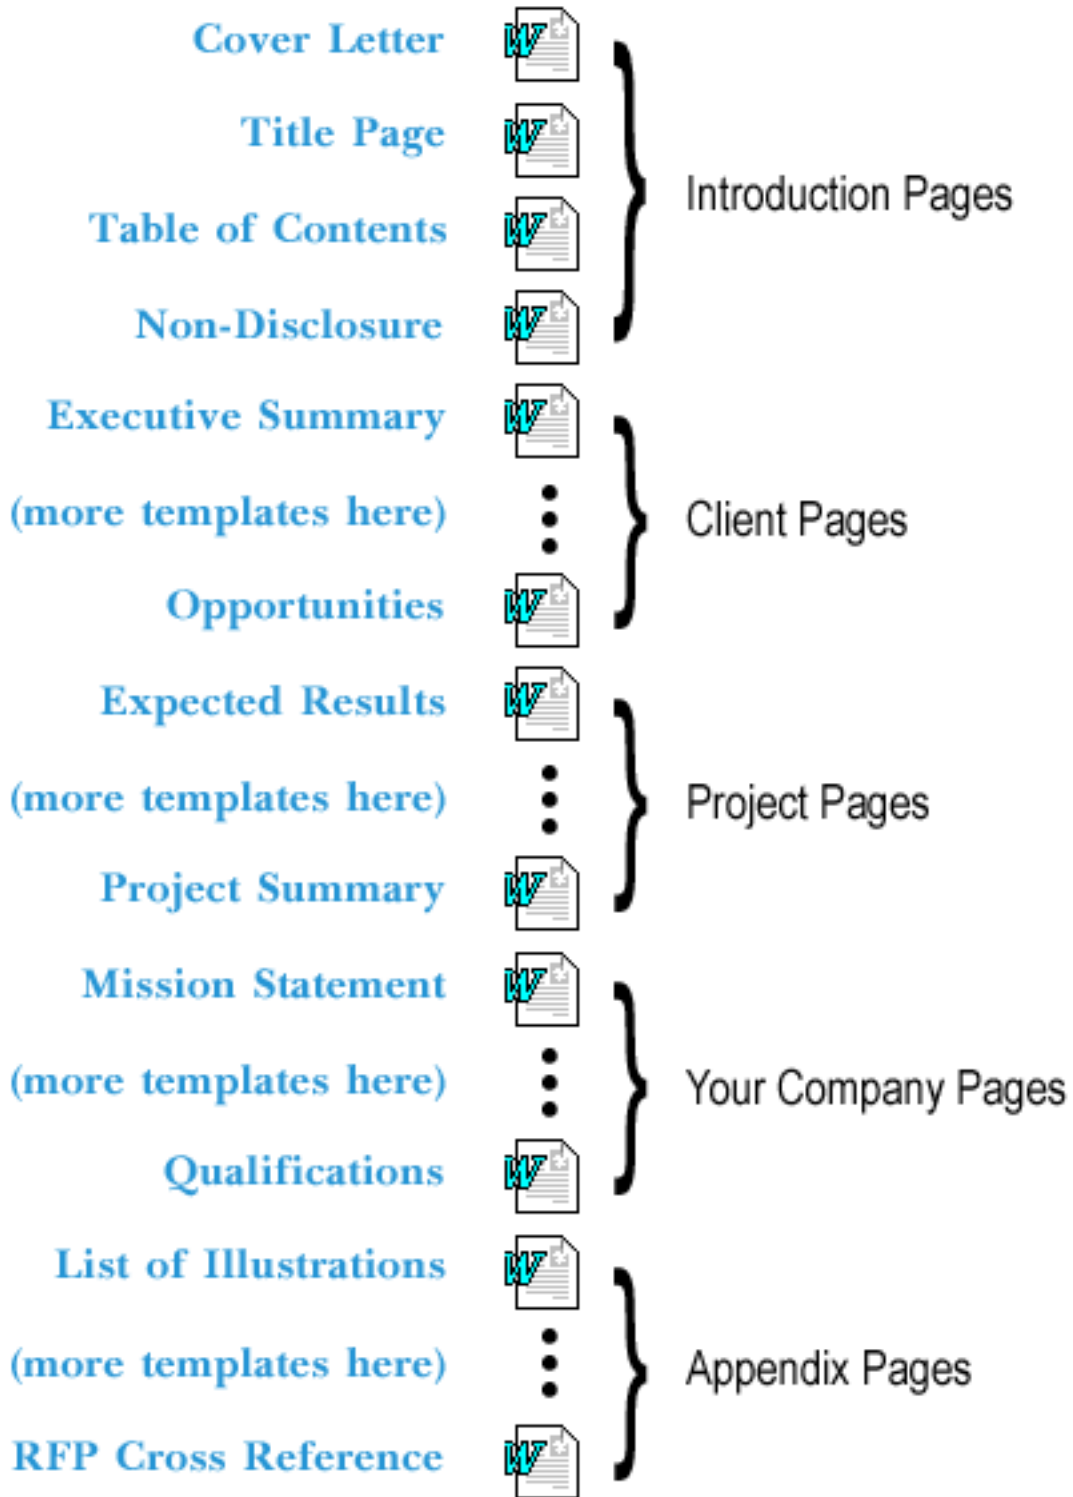 Cover Letter
Title Page
Table of Contents
Non-Disclosure
Introduction Pages
Executive Summary
(more templates here)
Opportunities
Client Pages
Expected Results
(more templates here)
Project Summary
Project Pages
Mission Statement
(more templates here)
Qualifications
Your Company Pages
List of Illustrations
(more templates here)
RFP Cross Reference
Appendix Pages